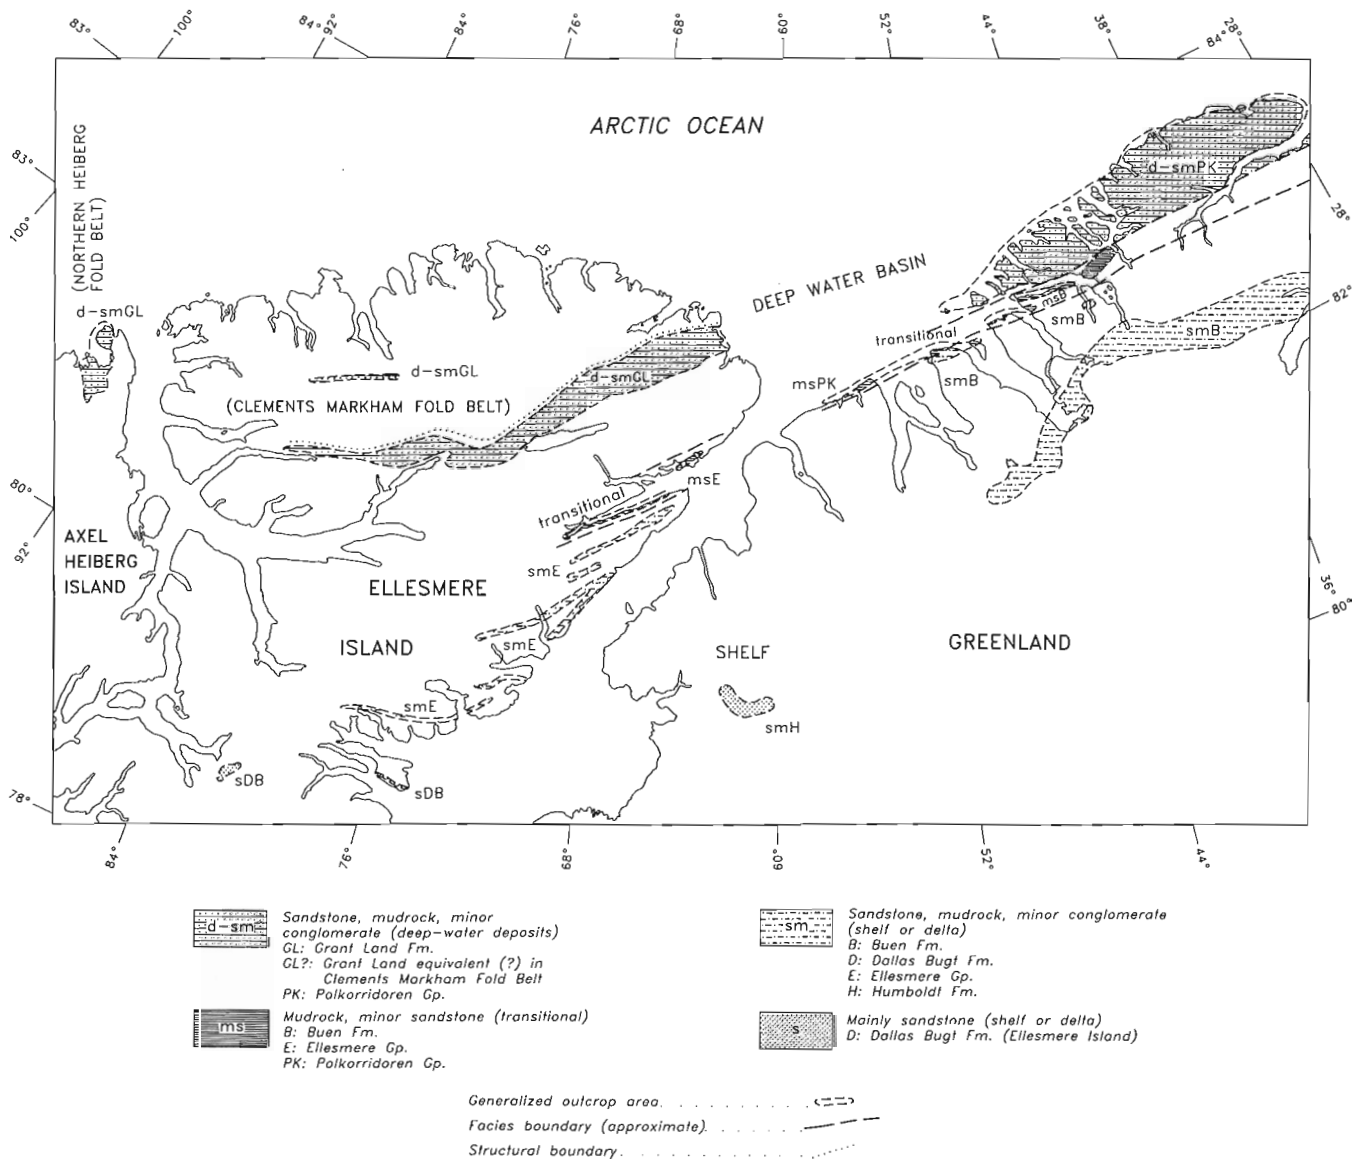 83°
100°
84°
92°
84°
76°
68°
60°
52°
44°
38°
84°
28°
ARCTIC OCEAN
(NORTHERN HEIBERG
FOLD BELT)
83°
100°
d-smPK
28°
DEEP WATER BASIN
82°
d-smGL
msB
smB
smB
transitional
d-smGL
d-smGL
msPK
smB
(CLEMENTS MARKHAM FOLD BELT)
80°
92°
msE
transitional
AXEL
HEIBERG
ISLAND
smE
ELLESMERE
36°
80°
ISLAND
smE
SHELF
GREENLAND
smE
smH
sDB
sDB
78°
84°
76°
68°
60°
52°
44°
d-sm
Sandstone, mudrock, minor
conglomerate (deep-water deposits)
GL: Grant Land Fm.
GL?: Grant Land equivalent (?) in
Clements Markham Fold Belt
PK: Polkorridoren Gp.
ms
Mudrock, minor sandstone (transitional)
B: Buen Fm.
E: Ellesmere Gp.
PK: Polkorridoren Gp.
sm
Sandstone, mudrock, minor conglomerate
(shelf or delta)
B: Buen Fm.
D: Dallas Bugt Fm.
E: Ellesmere Gp.
H: Humboldt Fm.
s
Mainly sandstone (shelf or delta)
D: Dallas Bugt Fm. (Ellesmere Island)
Generalized outcrop area. . . . . . . . . .
Facies boundary (approximate). . . . . . . .
Structural boundary. . . . . . . . . . . . .